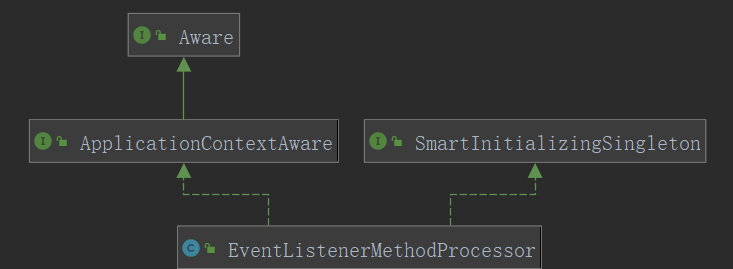 I Aware
I ApplicationContextAware
I SmartInitializingSingleton
C EventListenerMethodProcessor